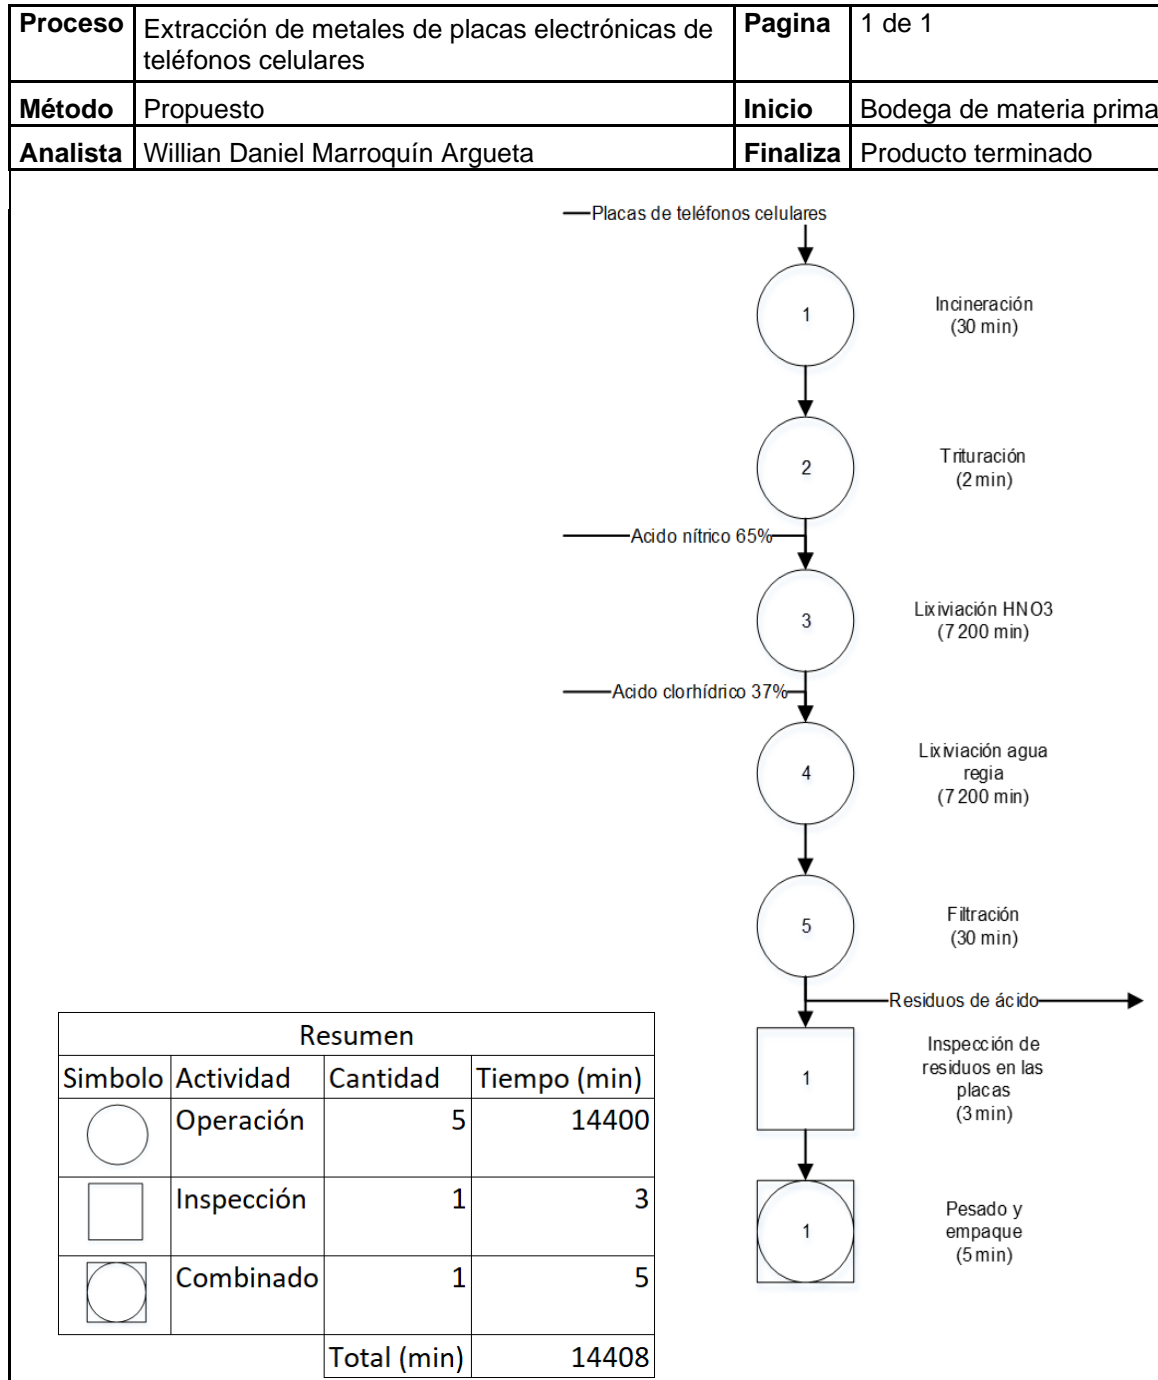 Proceso
Extracción de metales de placas electrónicas de
teléfonos celulares
Pagina
1 de 1
Método
Propuesto
Inicio
Bodega de materia prima
Analista
Willian Daniel Marroquín Argueta
Finaliza
Producto terminado
Placas de teléfonos celulares
1
Incineración
(30 min)
2
Trituración
(2 min)
Acido nítrico 65%
3
Lixiviación HNO3
(7 200 min)
Acido clorhídrico 37%
4
Lixiviación agua
regia
(7 200 min)
5
Filtración
(30 min)
Residuos de ácido
1
Inspección de
residuos en las
placas
(3 min)
1
Pesado y
empaque
(5 min)
Resumen
Simbolo Actividad Cantidad Tiempo (min)
Operación 5 14400
Inspección 1 3
Combinado 1 5
Total (min) 14408